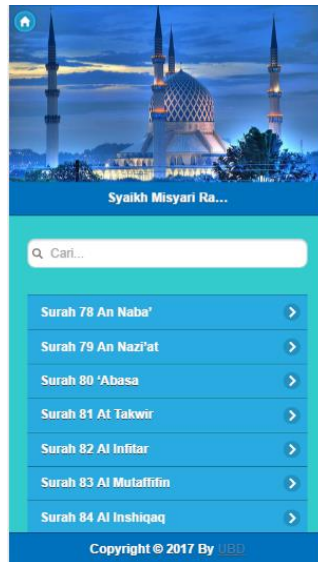 Syaikh Misyari Ra...
Cari...
Surah 78 An Naba'
Surah 79 An Nazi'at
Surah 80 'Abasa
Surah 81 At Takwir
Surah 82 Al Infitar
Surah 83 Al Mutaffifin
Surah 84 Al Inshiqaq
Copyright © 2017 By UBD